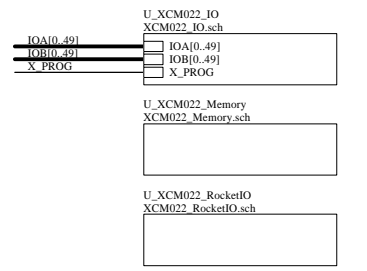 U_XCM022_IO
XCM022_IO.sch
IOA[0..49] IOA[0..49]
IOB[0..49] IOB[0..49]
X_PROG X_PROG
U_XCM022_Memory
XCM022_Memory.sch
U_XCM022_RocketIO
XCM022_RocketIO.sch